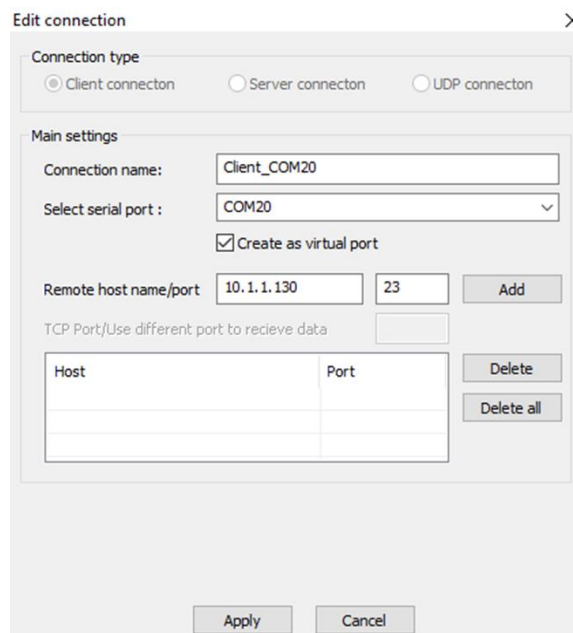 Edit connection
Connection type
Client connecton
Server connecton
UDP connecton
Main settings
Connection name:
Client_COM20
Select serial port :
COM20
Create as virtual port
Remote host name/port
10.1.1.130
23
Add
TCP Port/Use different port to recieve data
Host
Port
Delete
Delete all
Apply
Cancel